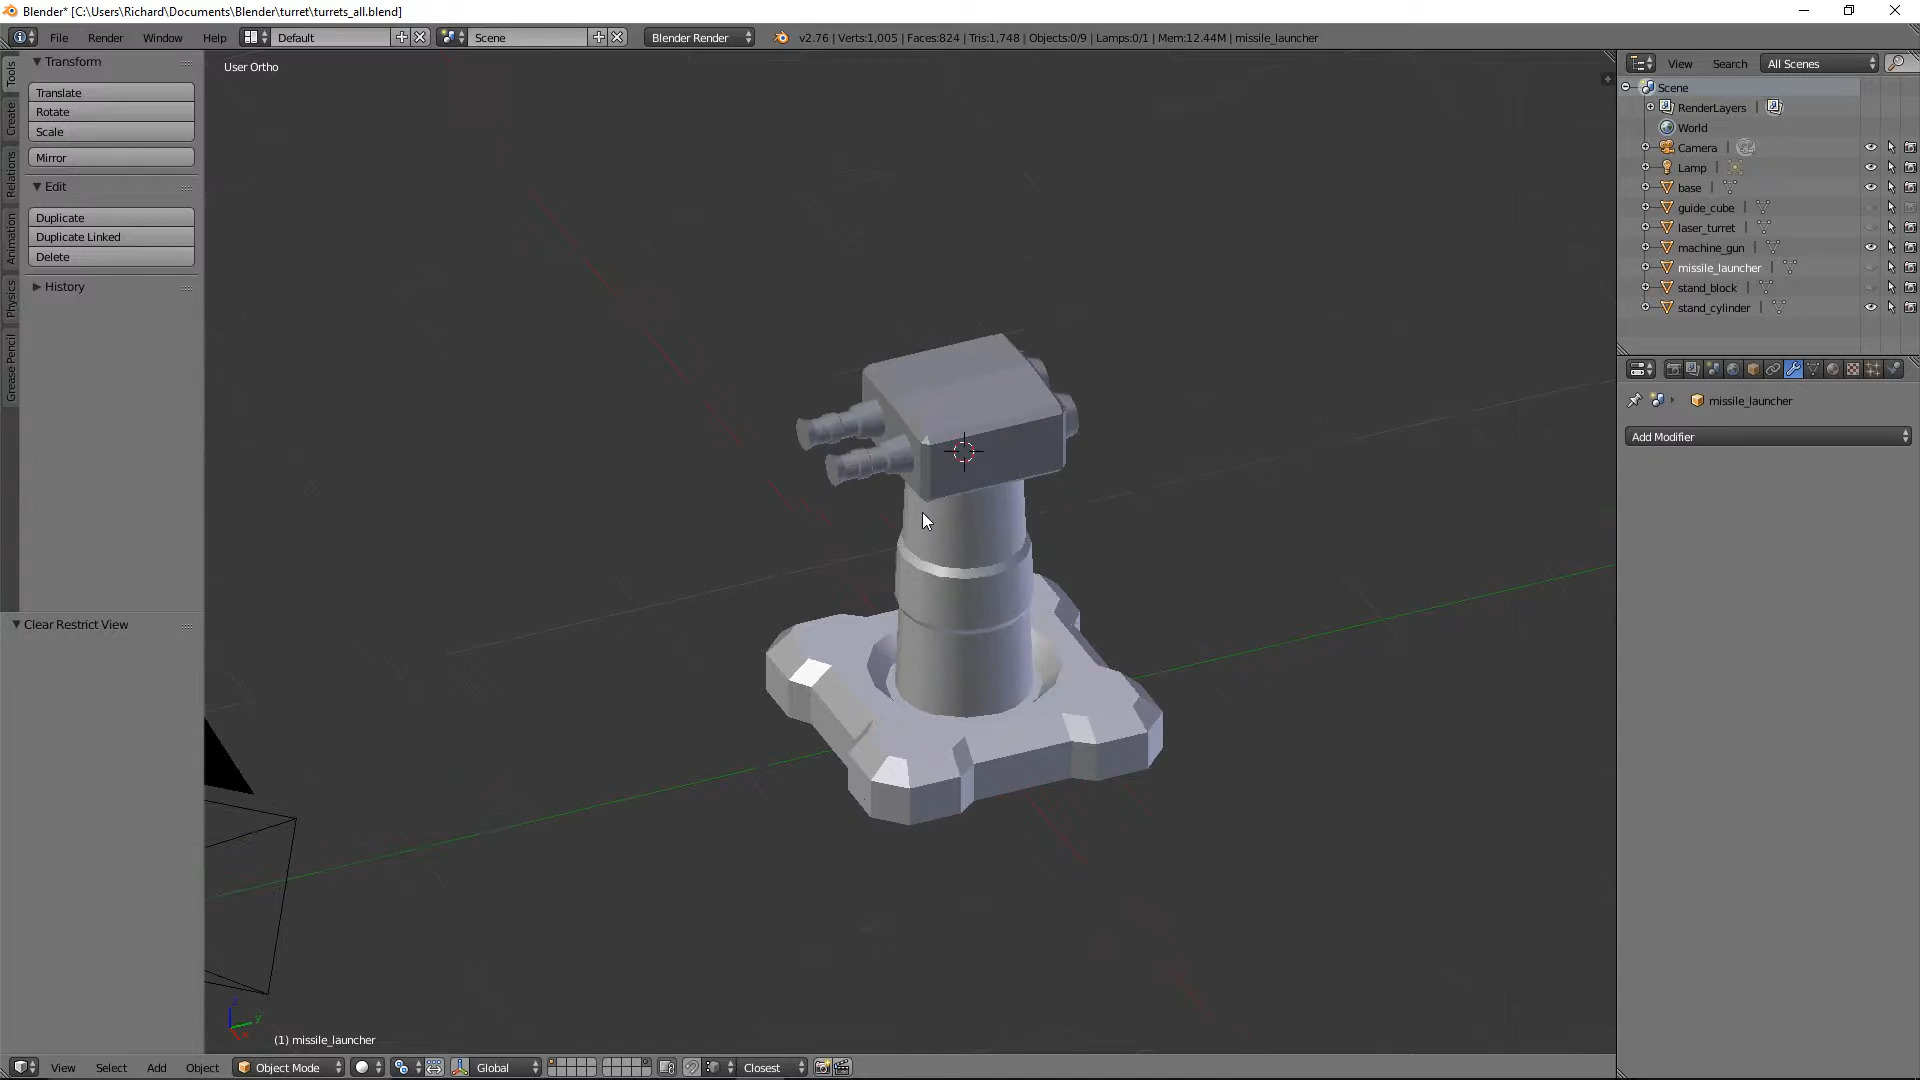 Blender* [C:\Users\Richard\Documents\Blender\turret\turrets_all.blend]
File Render Window Help Default Scene Blender Render v2.76 | Verts:1,005 | Faces:824 | Tris:1,748 | Objects:0/9 | Lamps:0/1 | Mem:12.44M | missile_launcher
Transform
Translate
Rotate
Scale
Mirror
Edit
Duplicate
Duplicate Linked
Delete
History
Tools
Create
Relations
Animation
Physics
Grease Pencil
Clear Restrict View
User Ortho
z
y
(1) missile_launcher
View Select Add Object Object Mode Global Closest
View Search All Scenes
Scene
RenderLayers |
World
Camera |
Lamp |
base |
guide_cube |
laser_turret |
machine_gun |
missile_launcher |
stand_block |
stand_cylinder |
missile_launcher
Add Modifier